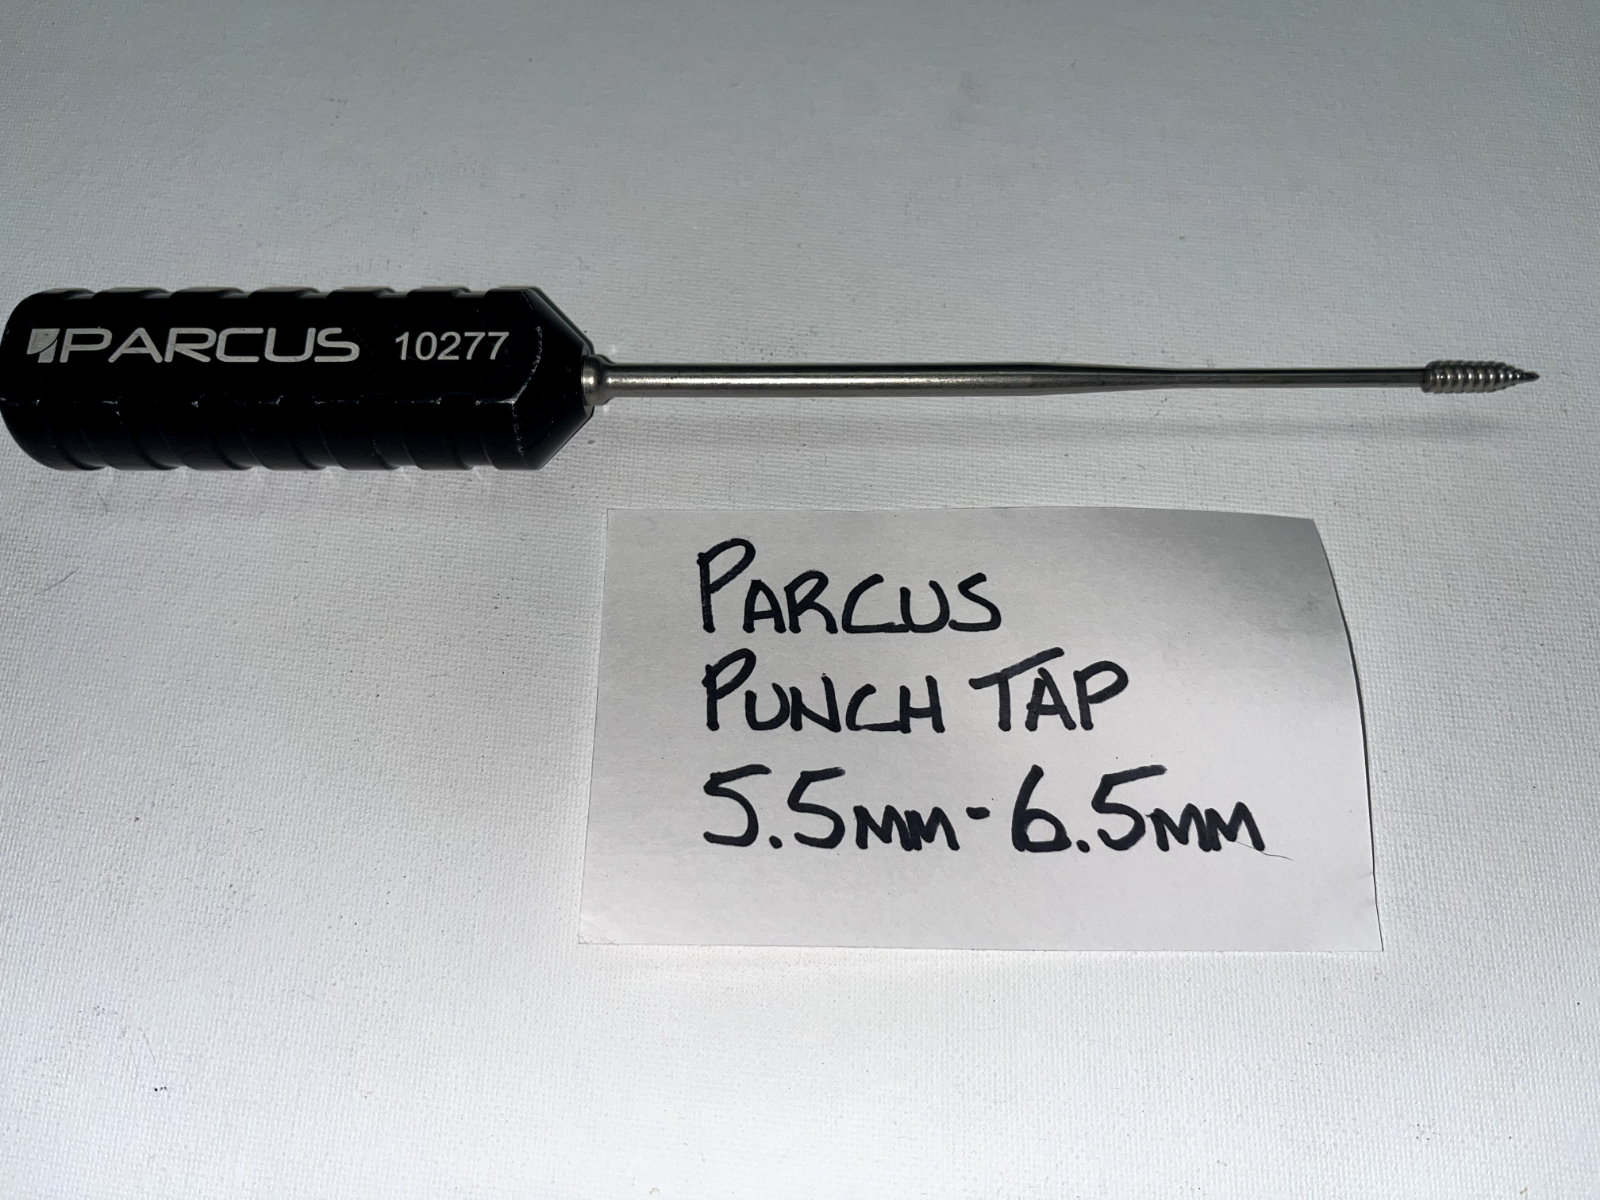 PARCUS 10277
PARCUS
PUNCH TAP
5.5MM-6.5MM